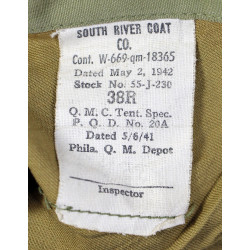 SOUTH RIVER COAT
CO.
Cont. W-669-qm-18365
Dated May 2, 1942
Stock No. 55-J-230
38R
Q. M. C. Tent. Spec.
P. Q. D. No. 20A
Dated 5/6/41
Phila. Q. M. Depot
Inspector